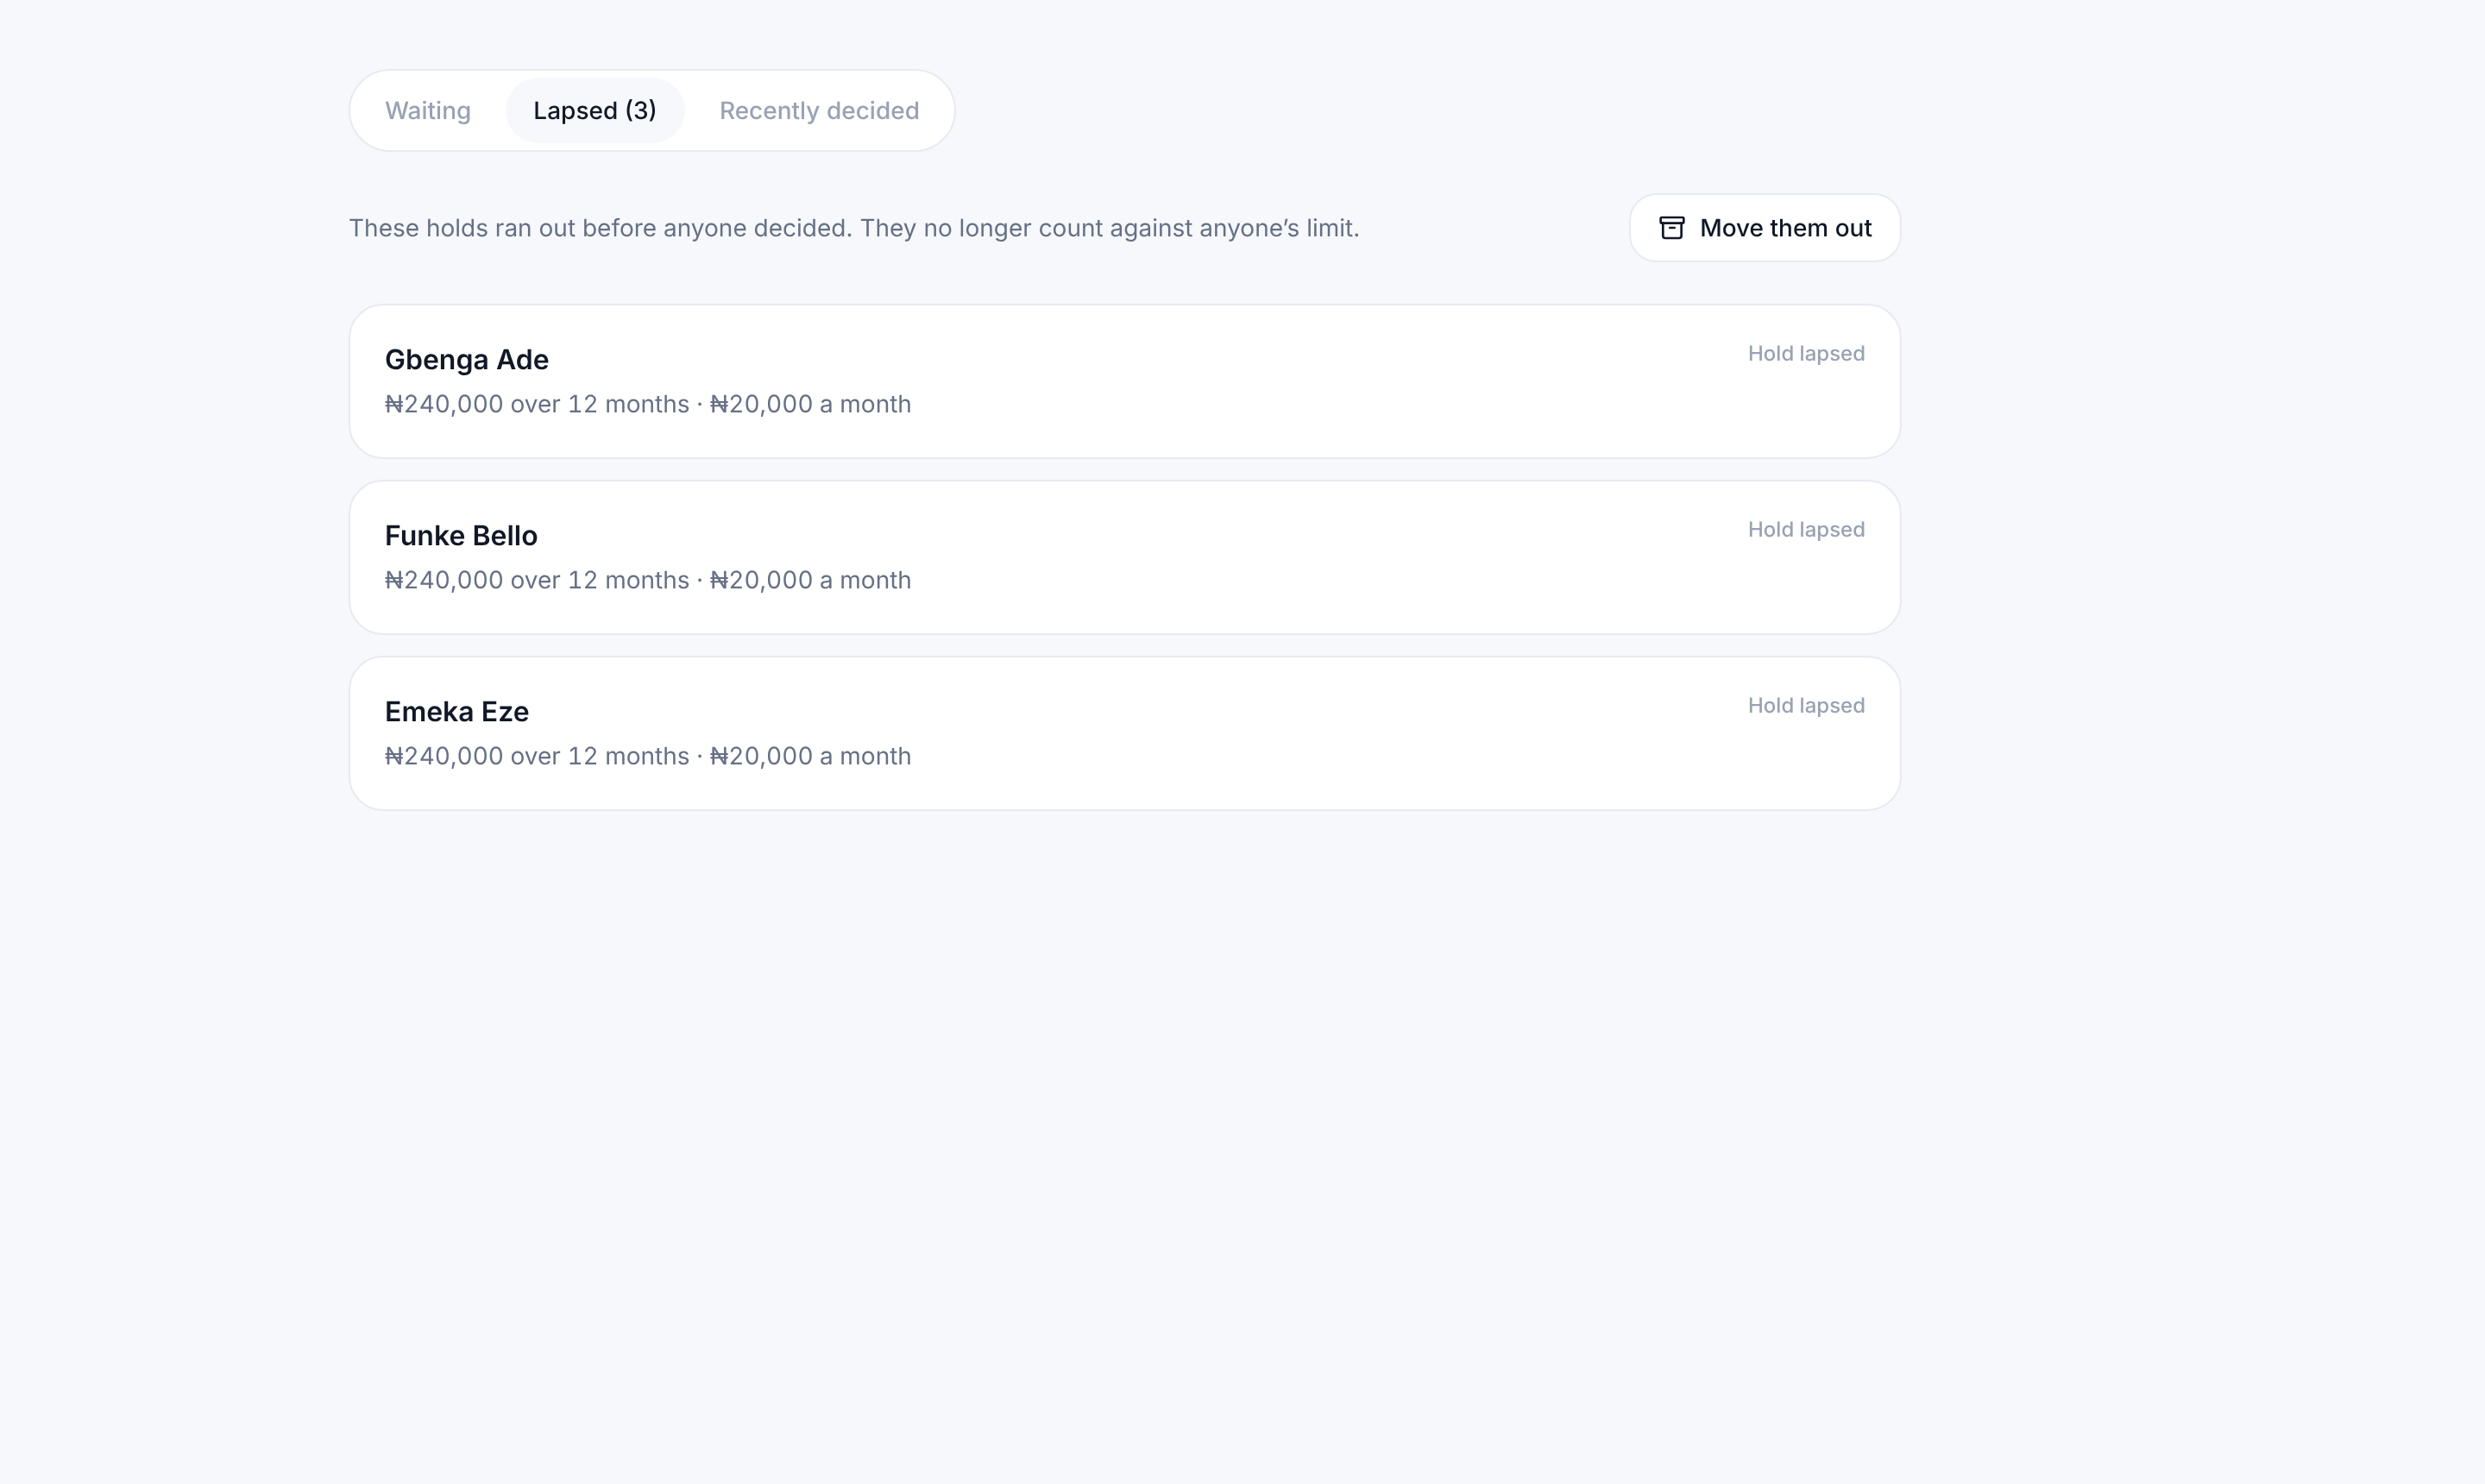 Waiting
Lapsed (3)
Recently decided
These holds ran out before anyone decided. They no longer count against anyone’s limit.
Move them out
Gbenga Ade
Hold lapsed
₦240,000 over 12 months · ₦20,000 a month
Funke Bello
Hold lapsed
₦240,000 over 12 months · ₦20,000 a month
Emeka Eze
Hold lapsed
₦240,000 over 12 months · ₦20,000 a month